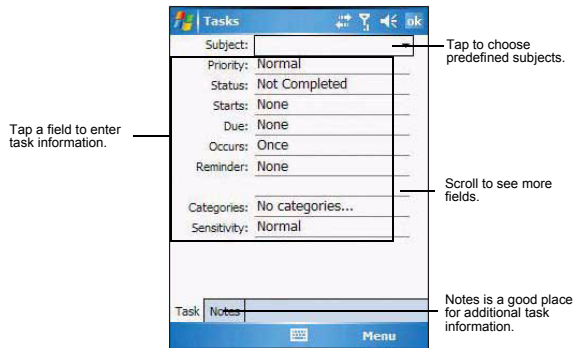 Tasks ok
Subject:
Tap to choose
predefined subjects.
Priority: Normal
Status: Not Completed
Starts: None
Due: None
Occurs: Once
Reminder: None
Categories: No categories...
Sensitivity: Normal
Tap a field to enter
task information.
Scroll to see more
fields.
Task Notes
Notes is a good place
for additional task
information.
Menu